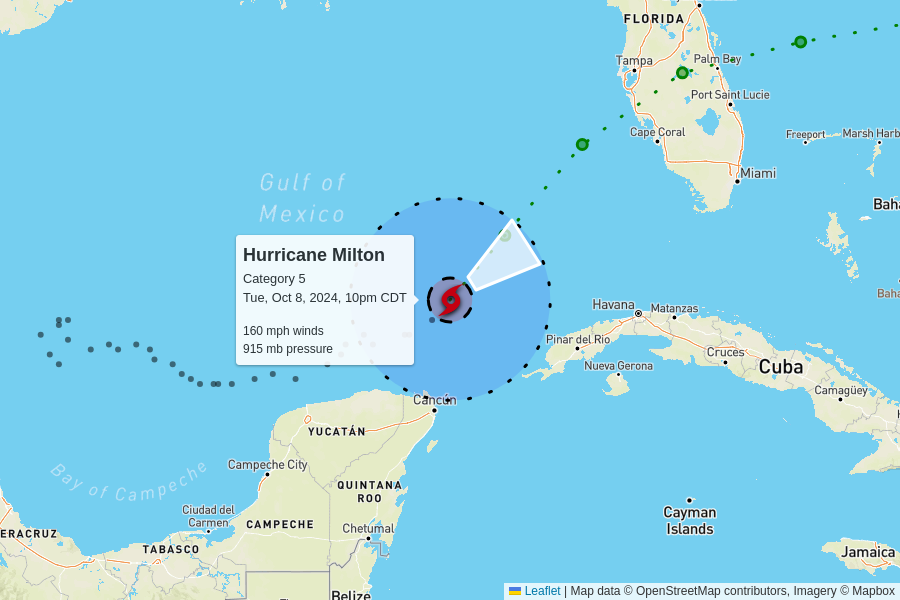 FLORIDA
Tampa
Palm Bay
Port Saint Lucie
Cape Coral
Freeport
Marsh Harb
Miami
Gulf of
Mexico
Baha
Hurricane Milton
Category 5
Tue, Oct 8, 2024, 10pm CDT
160 mph winds
915 mb pressure
Baha
Havana
Matanzas
Pinar del Río
Cruces
Nueva Gerona
Cuba
Camagüey
H
Cancún
YUCATÁN
Campeche City
Bay of Campeche
QUINTANA
ROO
Ciudad del
Carmen
CAMPECHE
Chetumal
ERACRUZ
TABASCO
Cayman
Islands
Jamaica
Belize
Leaflet | Map data © OpenStreetMap contributors, Imagery © Mapbox